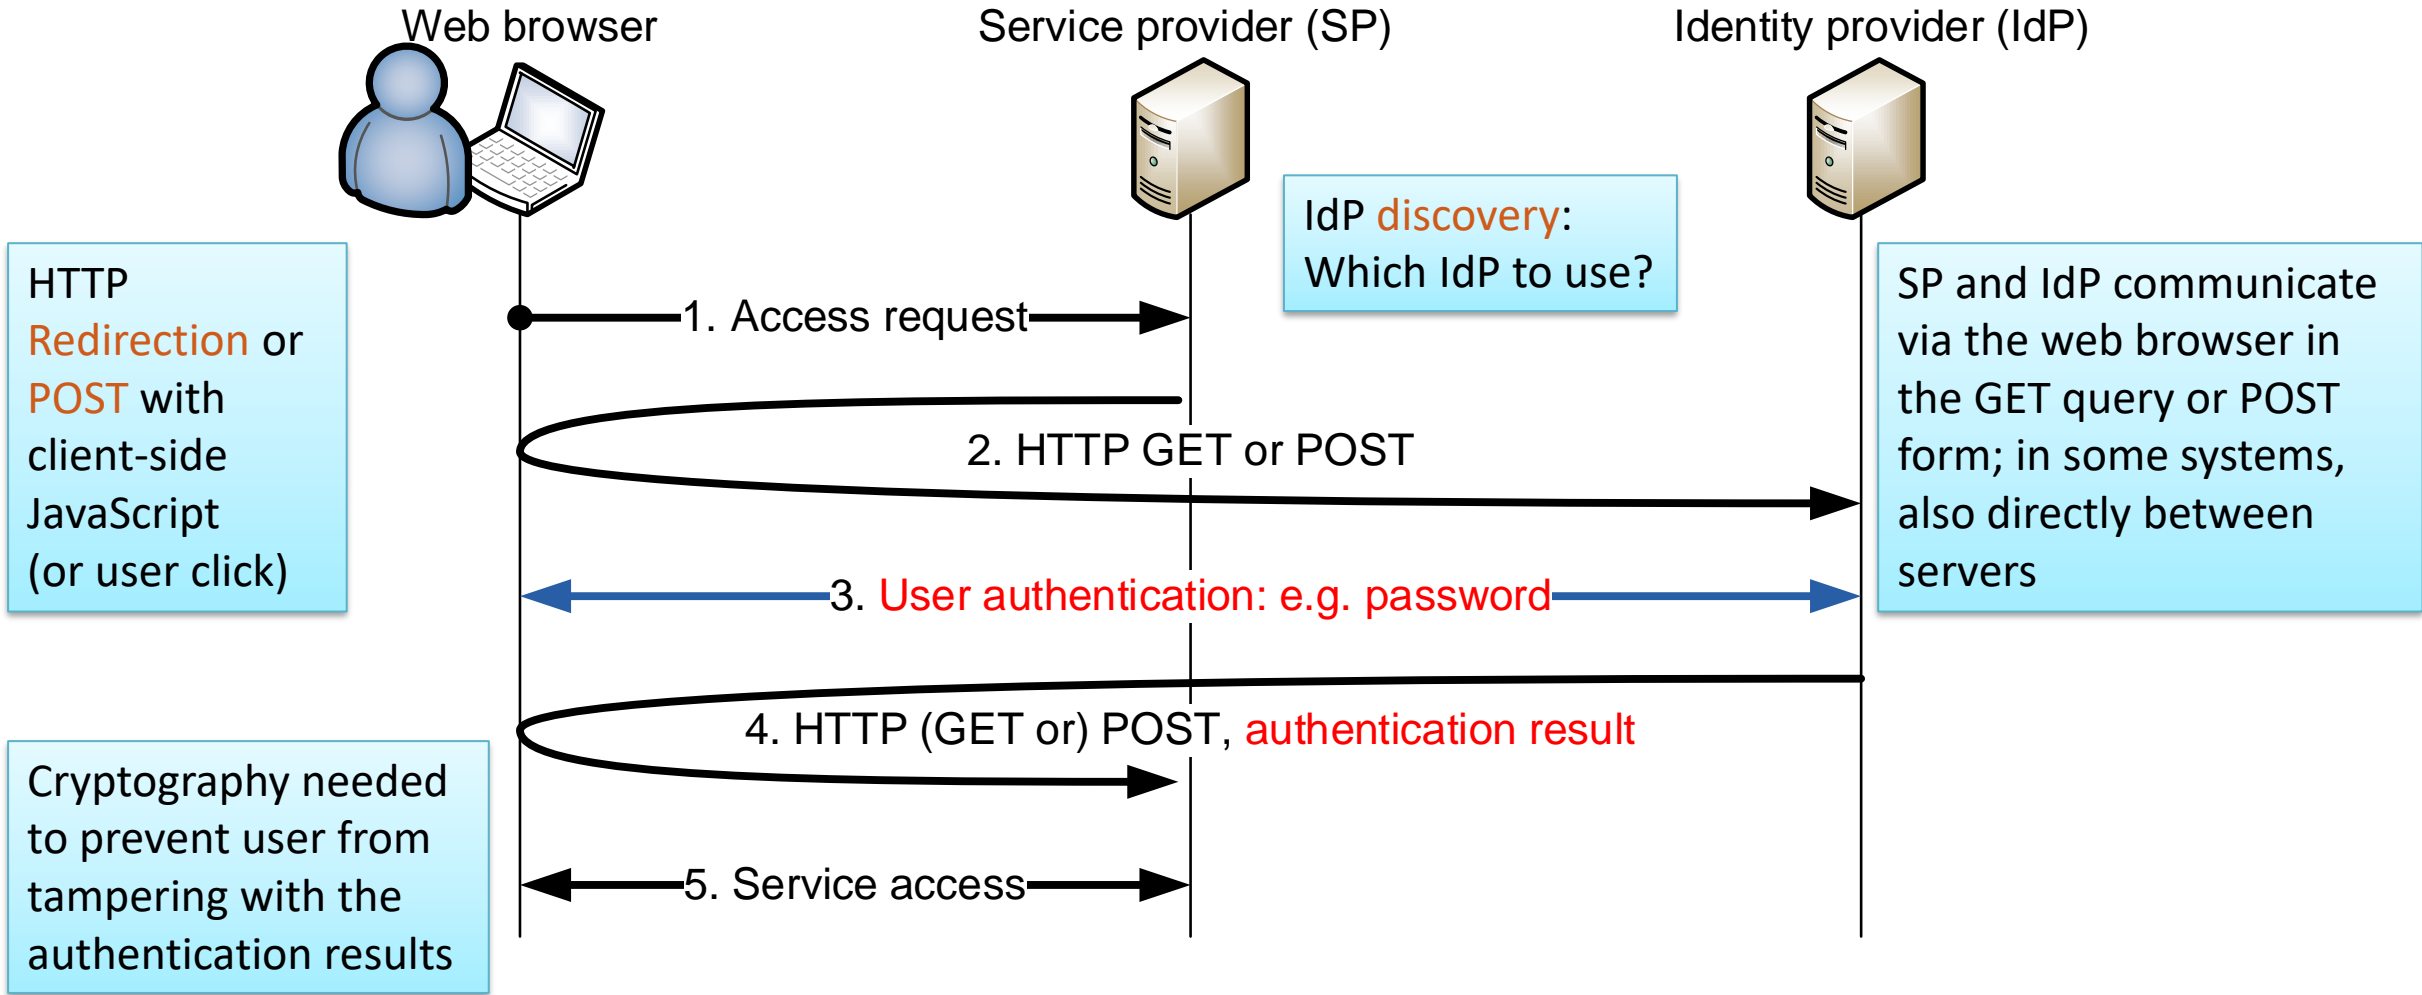 Web browser
Service provider (SP)
Identity provider (IdP)
IdP discovery:
Which IdP to use?
HTTP
Redirection or
POST with
client-side
JavaScript
(or user click)
SP and IdP communicate
via the web browser in
the GET query or POST
form; in some systems,
also directly between
servers
1. Access request
2. HTTP GET or POST
3. User authentication: e.g. password
4. HTTP (GET or) POST, authentication result
Cryptography needed
to prevent user from
tampering with the
authentication results
5. Service access